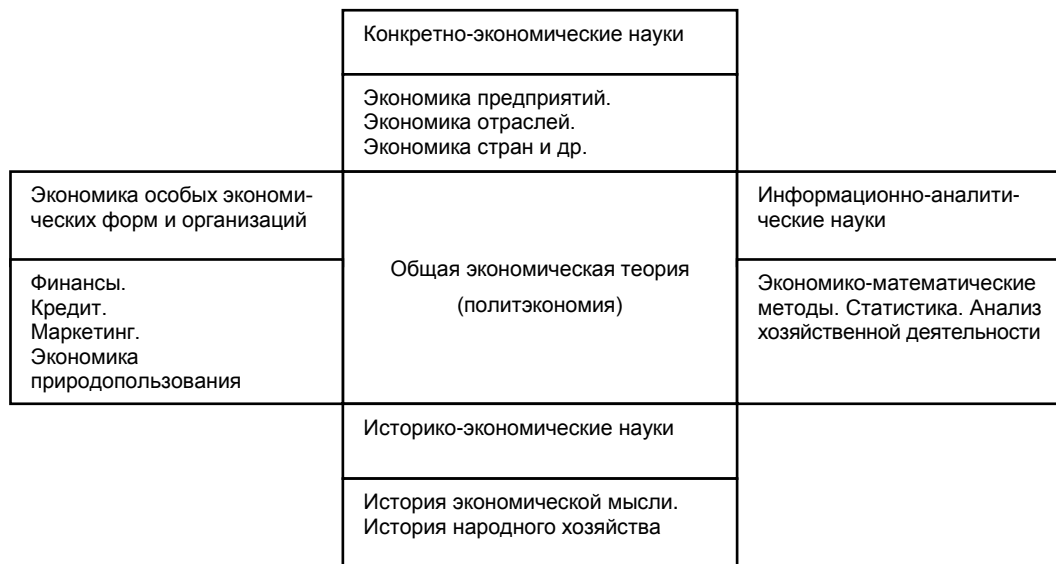 Конкретно-экономические науки
Экономика предприятий.
Экономика отраслей.
Экономика стран и др.
Экономика особых экономи-
ческих форм и организаций
Финансы.
Кредит.
Маркетинг.
Экономика
природопользования
Общая экономическая теория
(политэкономия)
Информационно-аналити-
ческие науки
Экономико-математические
методы. Статистика. Анализ
хозяйственной деятельности
Историко-экономические науки
История экономической мысли.
История народного хозяйства